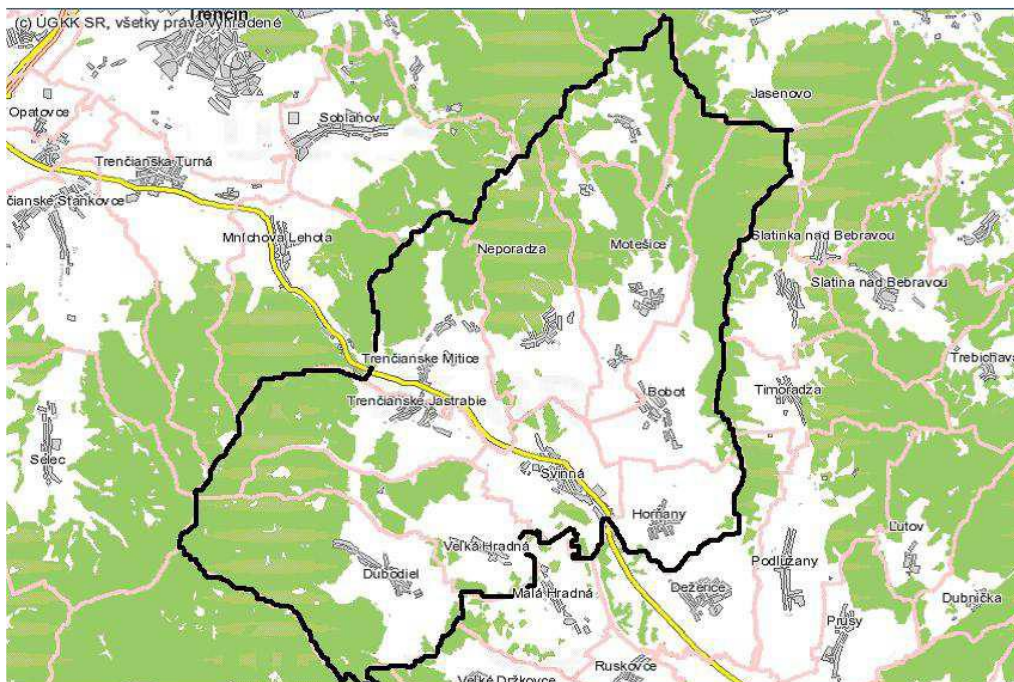 Trenčín
(c) ÚGKK SR, všetky práva vyhradené
Jasenovo
Opatovce
Soblahov
Trenčianska Turná
čianske Stankovce
Mníchova Lehota
Neporadza
Motešice
Slatinka nad Bebravou
Slatina nad Bebravou
Trenčianske Mitice
Trebichava
Timoradza
Bobot
Trenčianske Jastrabie
Selec
Svinná
Horňany
Ľutov
Veľká Hradná
Dubodiel
Podlužany
Malá Hradná
Dežerice
Dubnička
Prusy
Ruskovce
Veľké Držkovce